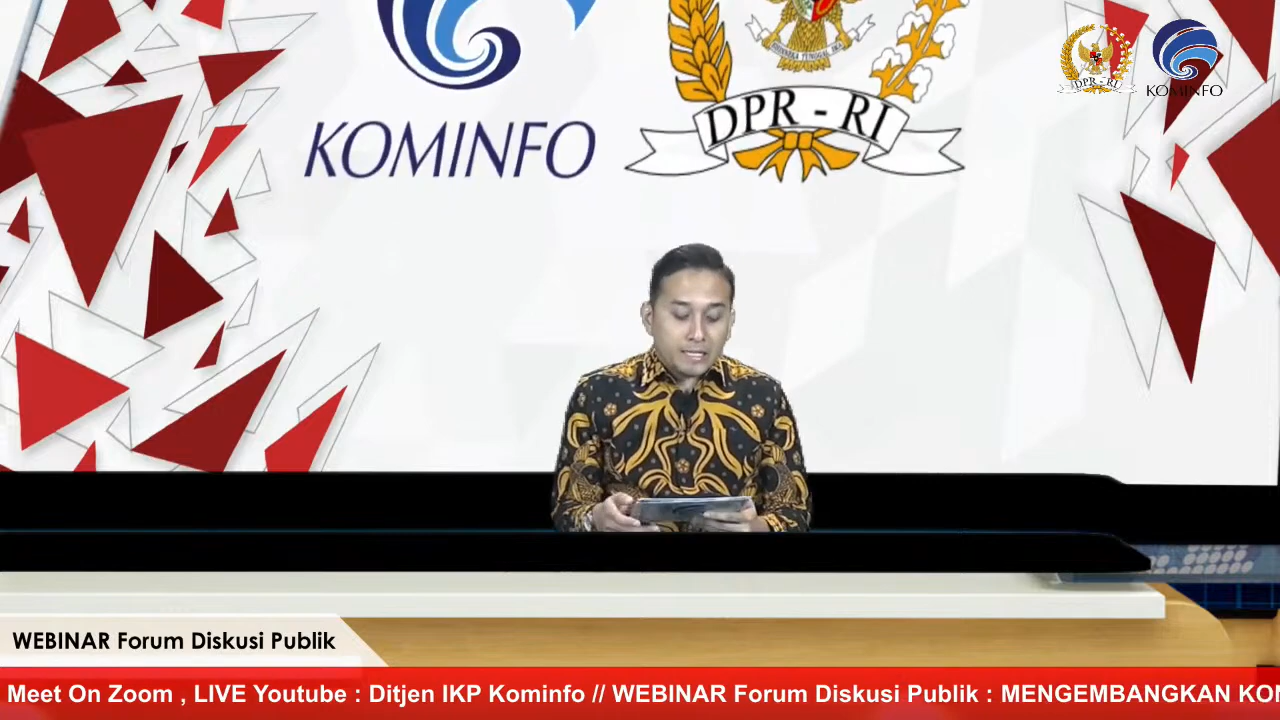 KOMINFO
DPR - RI
DPR - RI
KOMINFO
WEBINAR Forum Diskusi Publik
Meet On Zoom , LIVE Youtube : Ditjen IKP Kominfo // WEBINAR Forum Diskusi Publik : MENGEMBANGKAN